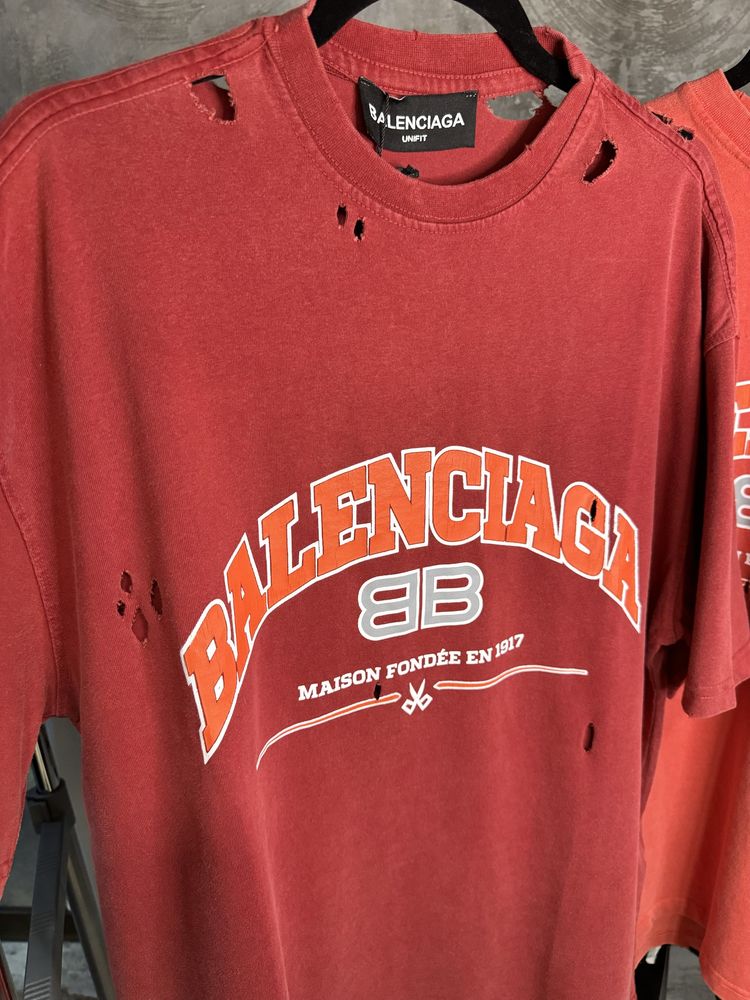 BALENCIAGA
UNIFIT
BALENCIAGA
BB
MAISON FONDÉE EN 1917